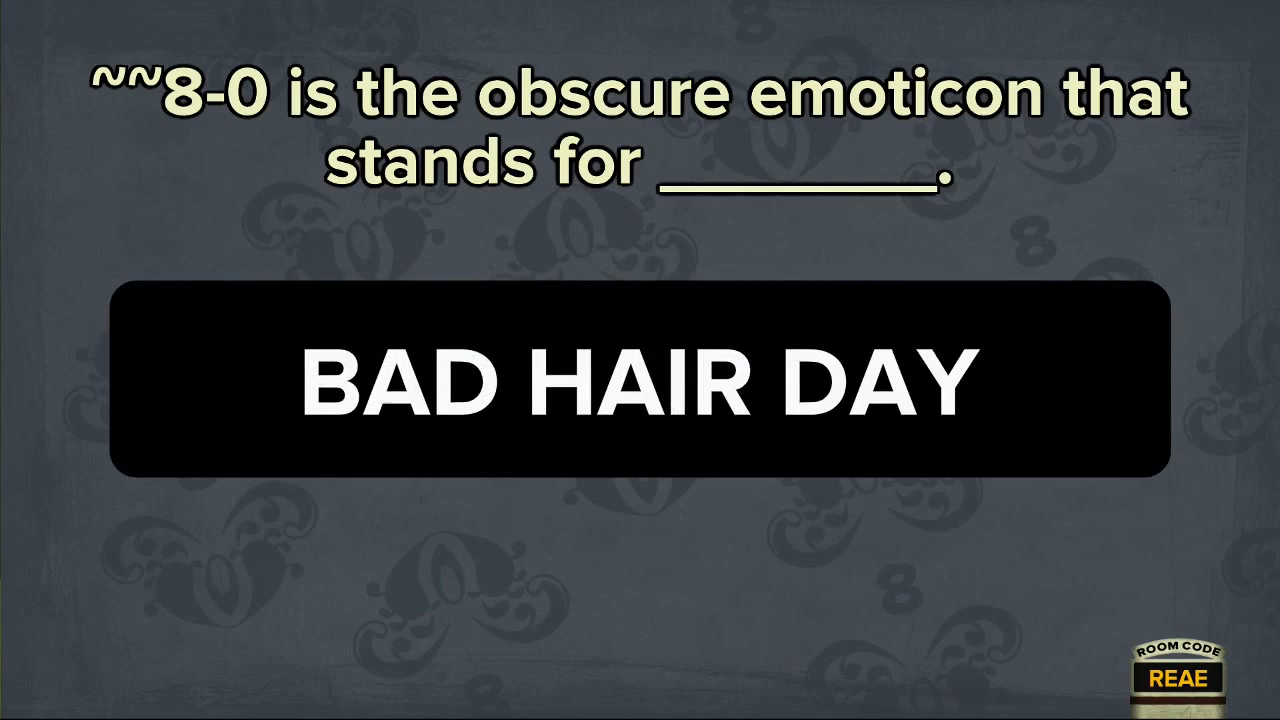 ~~8-0 is the obscure emoticon that
stands for ________.
BAD HAIR DAY
ROOM CODE
REAE